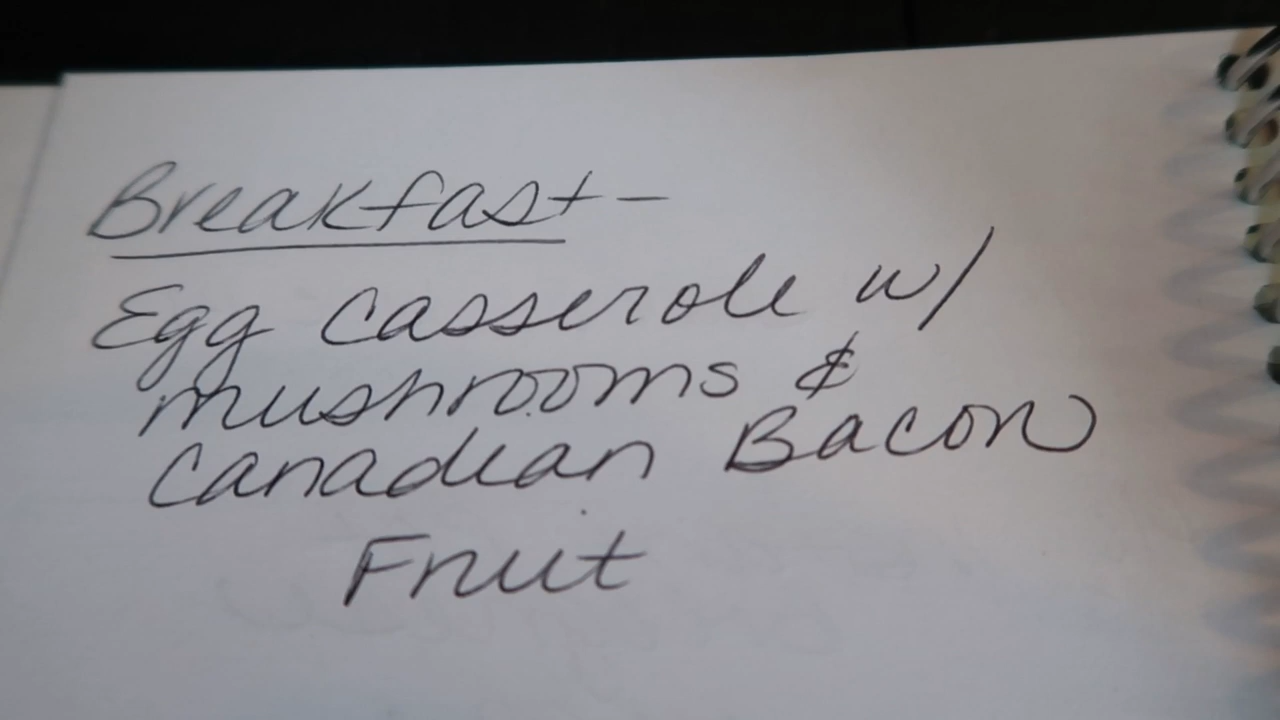 Breakfast -
Egg Casserole w/
mushrooms &
Canadian Bacon
Fruit